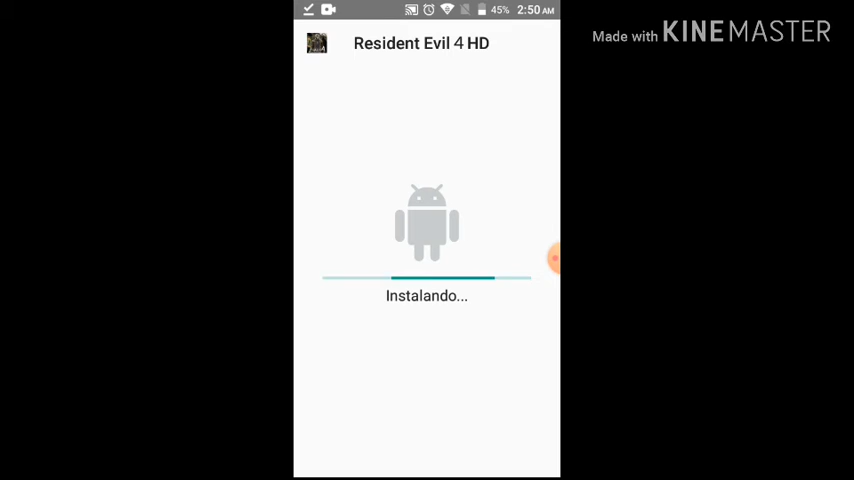 45% 2:50 AM
Made with KINEMASTER
Resident Evil 4 HD
Instalando...